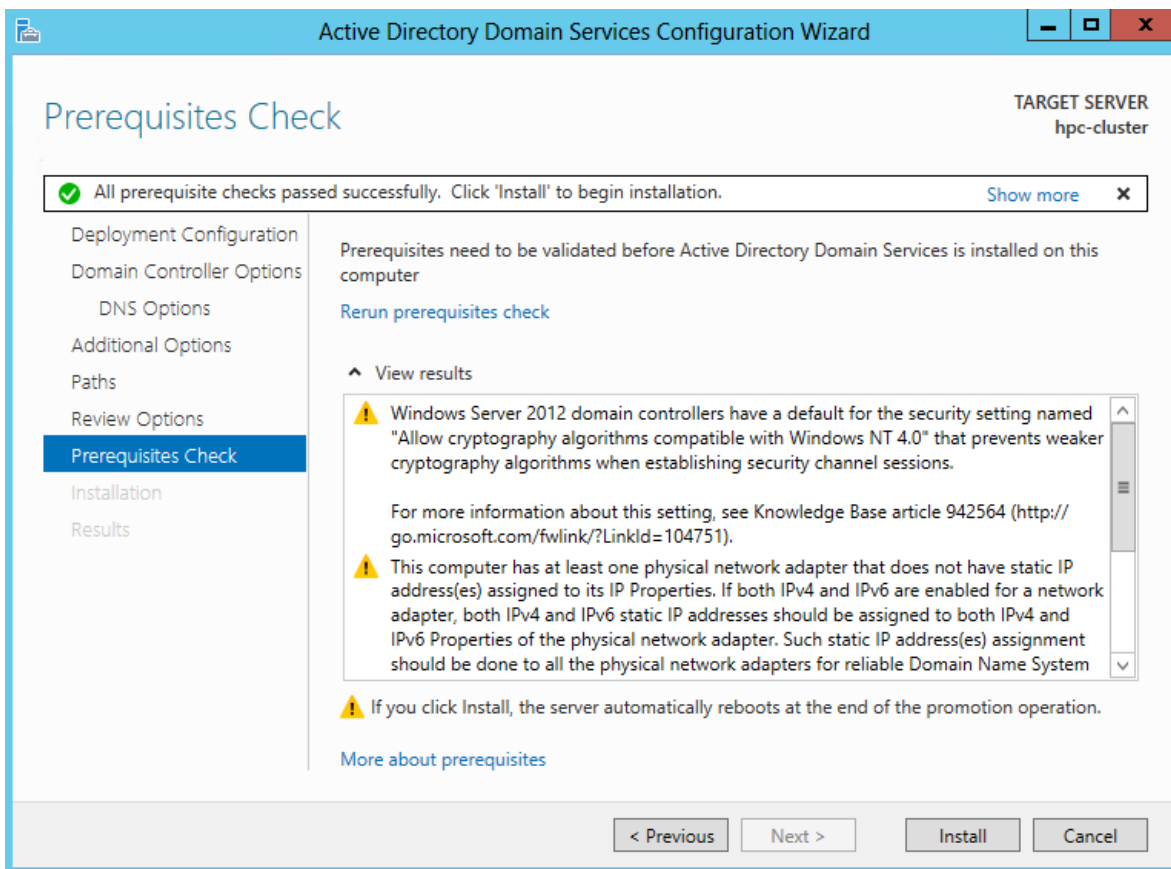 Active Directory Domain Services Configuration Wizard
Prerequisites Check
TARGET SERVER
hpc-cluster
All prerequisite checks passed successfully. Click 'Install' to begin installation.
Show more
Deployment Configuration
Domain Controller Options
DNS Options
Additional Options
Paths
Review Options
Prerequisites Check
Installation
Results
Prerequisites need to be validated before Active Directory Domain Services is installed on this
computer
Rerun prerequisites check
View results
Windows Server 2012 domain controllers have a default for the security setting named
"Allow cryptography algorithms compatible with Windows NT 4.0" that prevents weaker
cryptography algorithms when establishing security channel sessions.
For more information about this setting, see Knowledge Base article 942564 (http://
go.microsoft.com/fwlink/?LinkId=104751).
This computer has at least one physical network adapter that does not have static IP
address(es) assigned to its IP Properties. If both IPv4 and IPv6 are enabled for a network
adapter, both IPv4 and IPv6 static IP addresses should be assigned to both IPv4 and
IPv6 Properties of the physical network adapter. Such static IP address(es) assignment
should be done to all the physical network adapters for reliable Domain Name System
If you click Install, the server automatically reboots at the end of the promotion operation.
More about prerequisites
< Previous
Next >
Install
Cancel